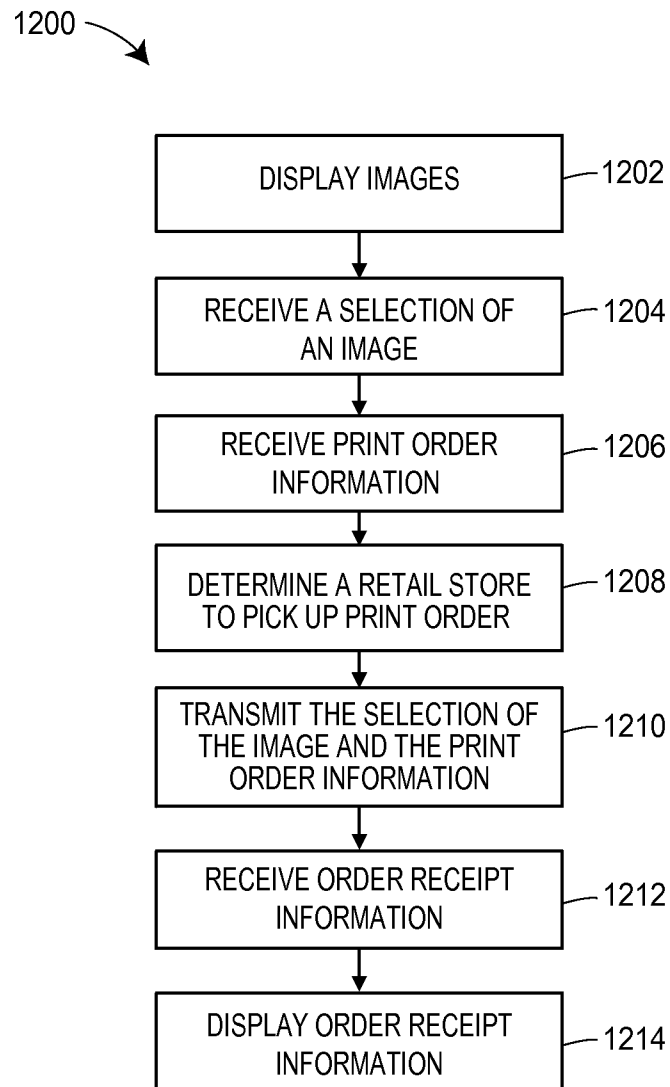 1200
DISPLAY IMAGES
1202
RECEIVE A SELECTION OF
AN IMAGE
1204
RECEIVE PRINT ORDER
INFORMATION
1206
DETERMINE A RETAIL STORE
TO PICK UP PRINT ORDER
1208
TRANSMIT THE SELECTION OF
THE IMAGE AND THE PRINT
ORDER INFORMATION
1210
RECEIVE ORDER RECEIPT
INFORMATION
1212
DISPLAY ORDER RECEIPT
INFORMATION
1214